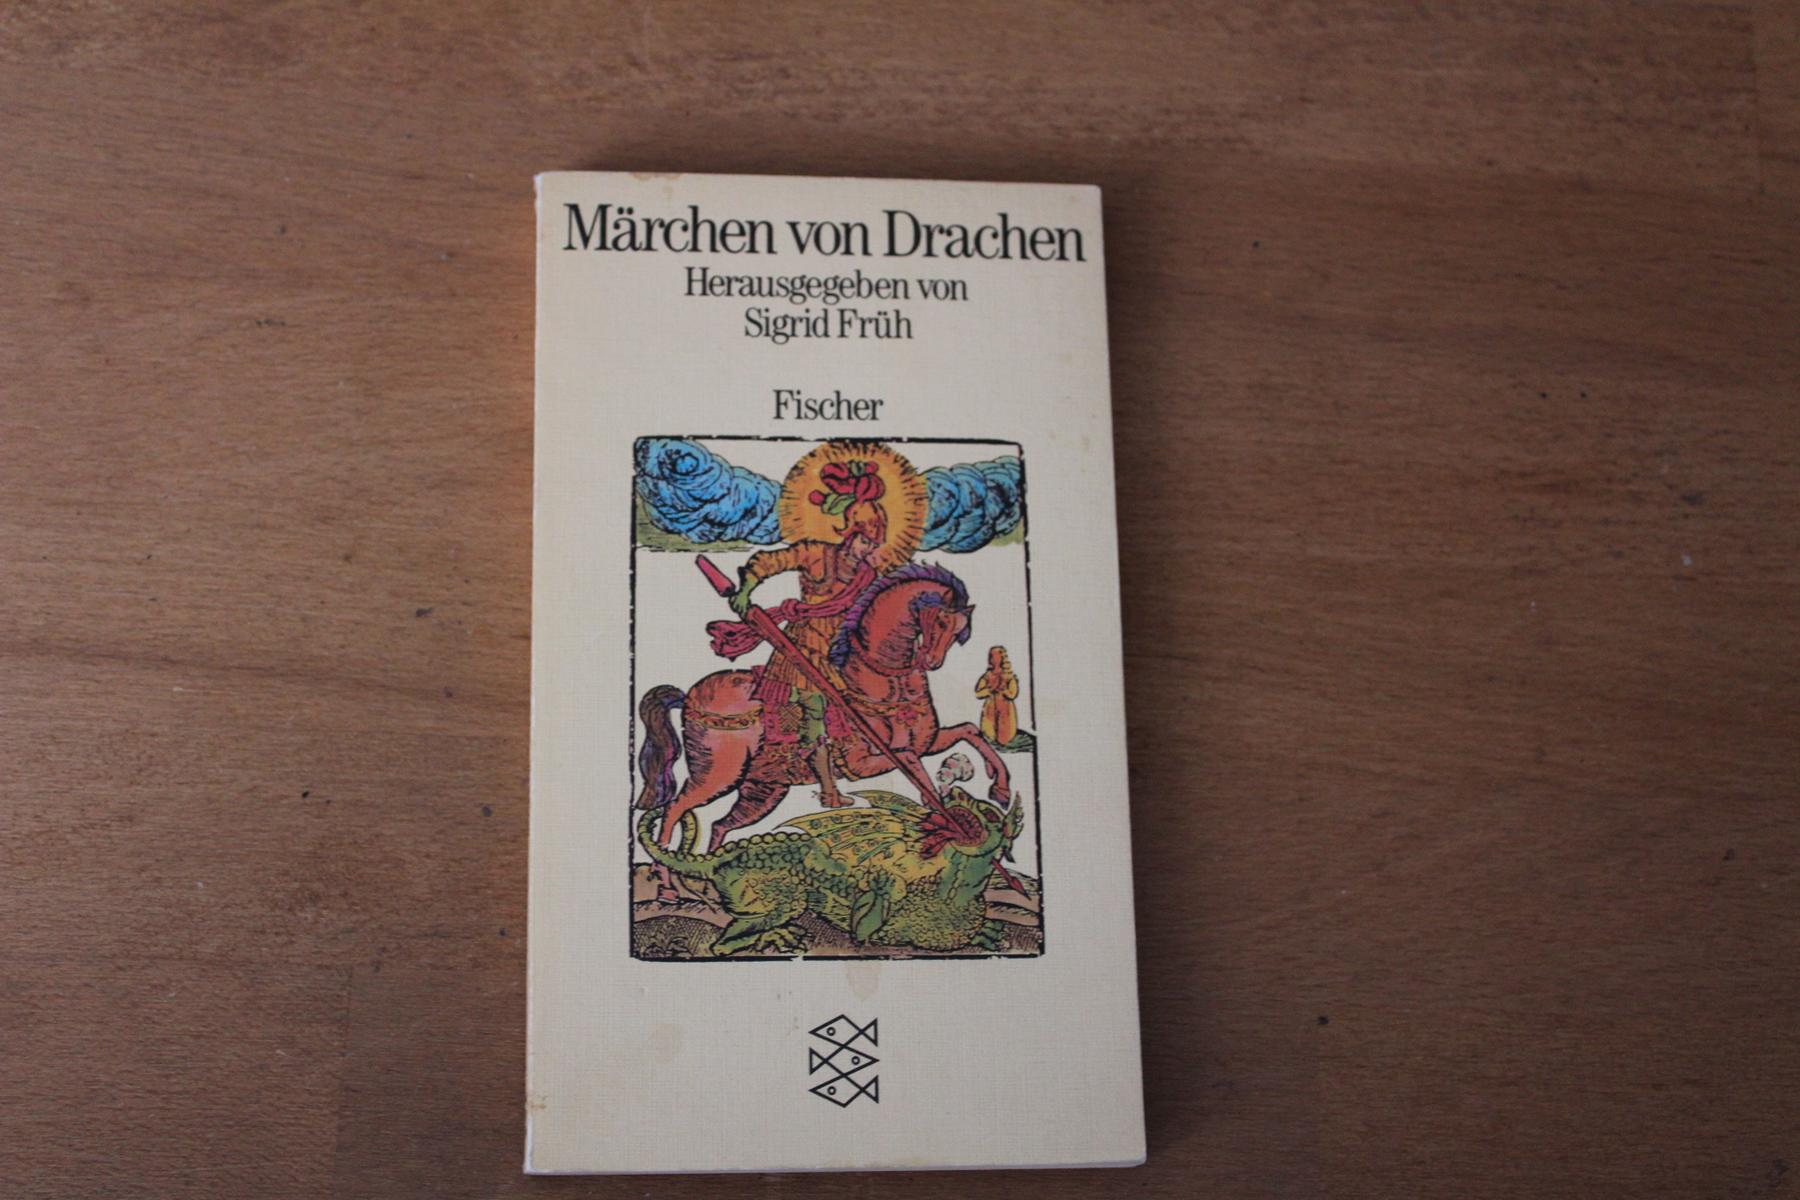 Märchen von Drachen
Herausgegeben von
Sigrid Früh
Fischer